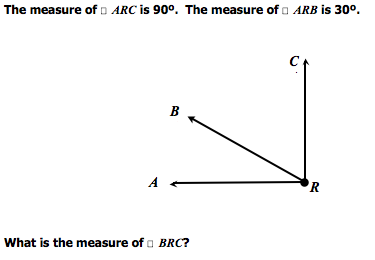 The measure of □ ARC is 90º. The measure of □ ARB is 30º.
C
B
A
R
What is the measure of □ BRC?